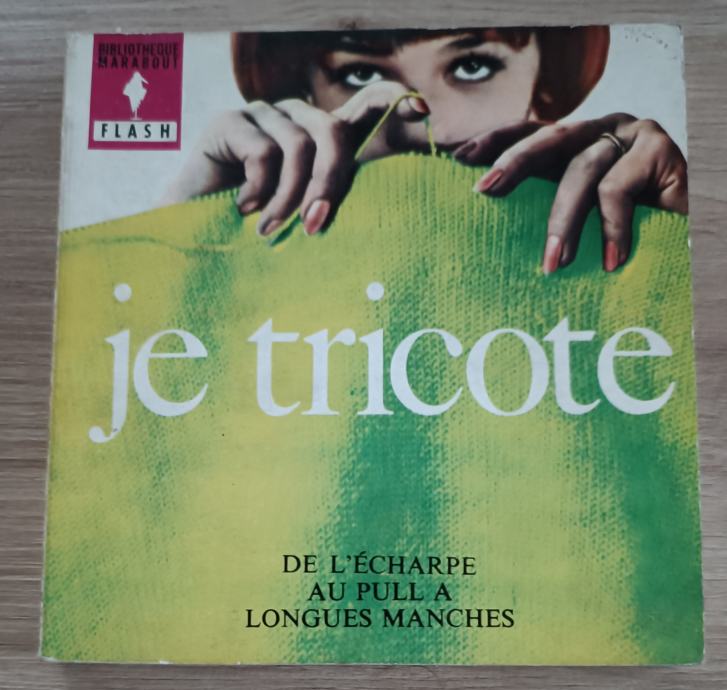 BIBLIOTHEQUE
MARABOUT
FLASH
je tricote
DE L'ÉCHARPE
AU PULL A
LONGUES MANCHES